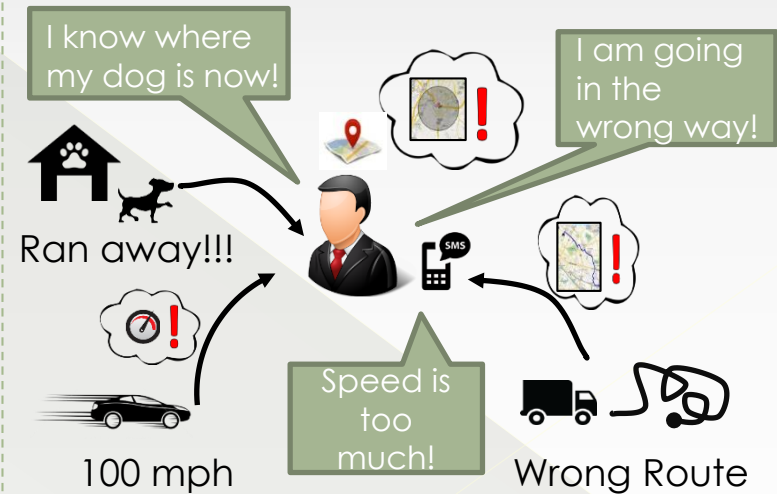 I know where
my dog is now!
I am going
in the
wrong way!
SMS
Ran away!!!
Speed is
too
much!
100 mph
Wrong Route